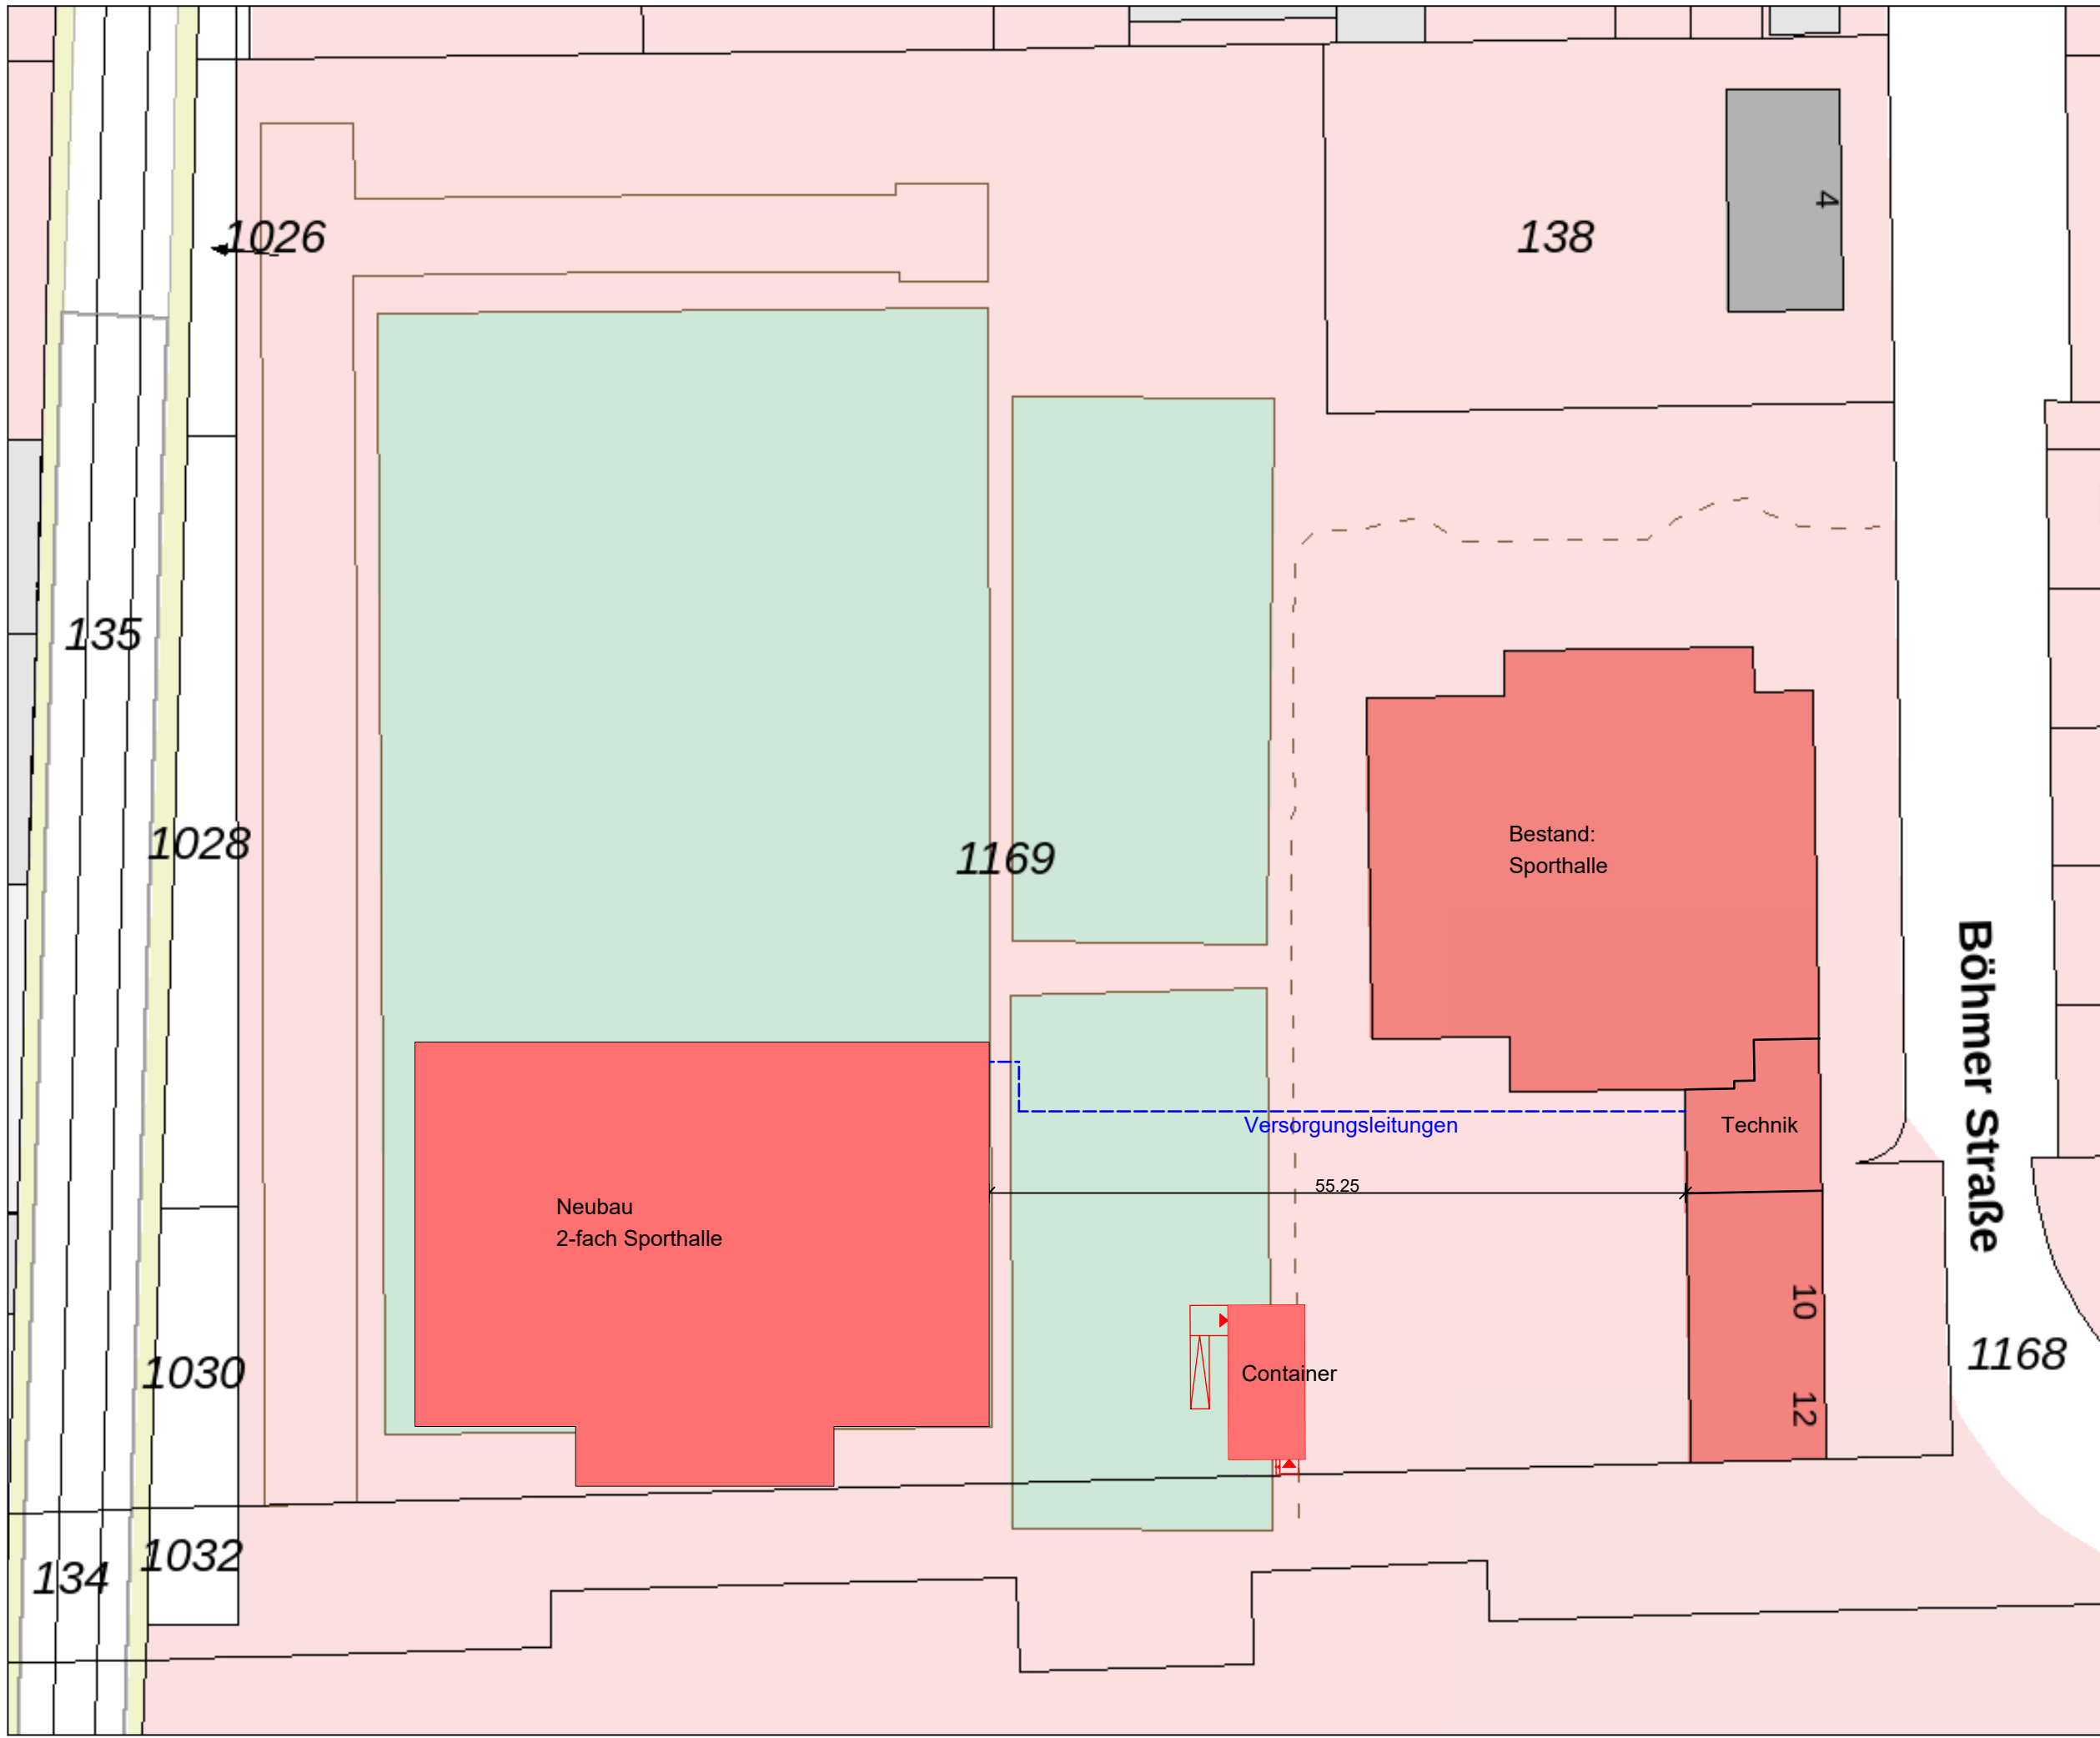 4
1026
138
135
1028
1169
Bestand:
Sporthalle
Böhmer Straße
Versorgungsleitungen
Technik
55.25
Neubau
2-fach Sporthalle
10
1168
1030
Container
12
1032
134